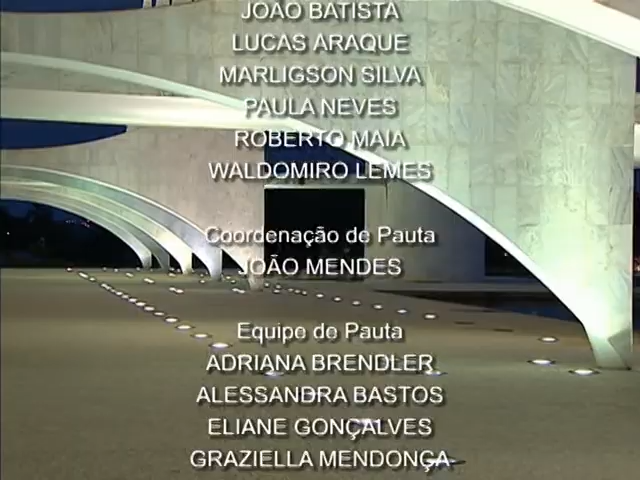 JOÃO BATISTA
LUCAS ARAQUE
MARLIGSON SILVA
PAULA NEVES
ROBERTO MAIA
WALDOMIRO LEMES
Coordenação de Pauta
JOÃO MENDES
Equipe de Pauta
ADRIANA BRENDLER
ALESSANDRA BASTOS
ELIANE GONÇALVES
GRAZIELLA MENDONÇA